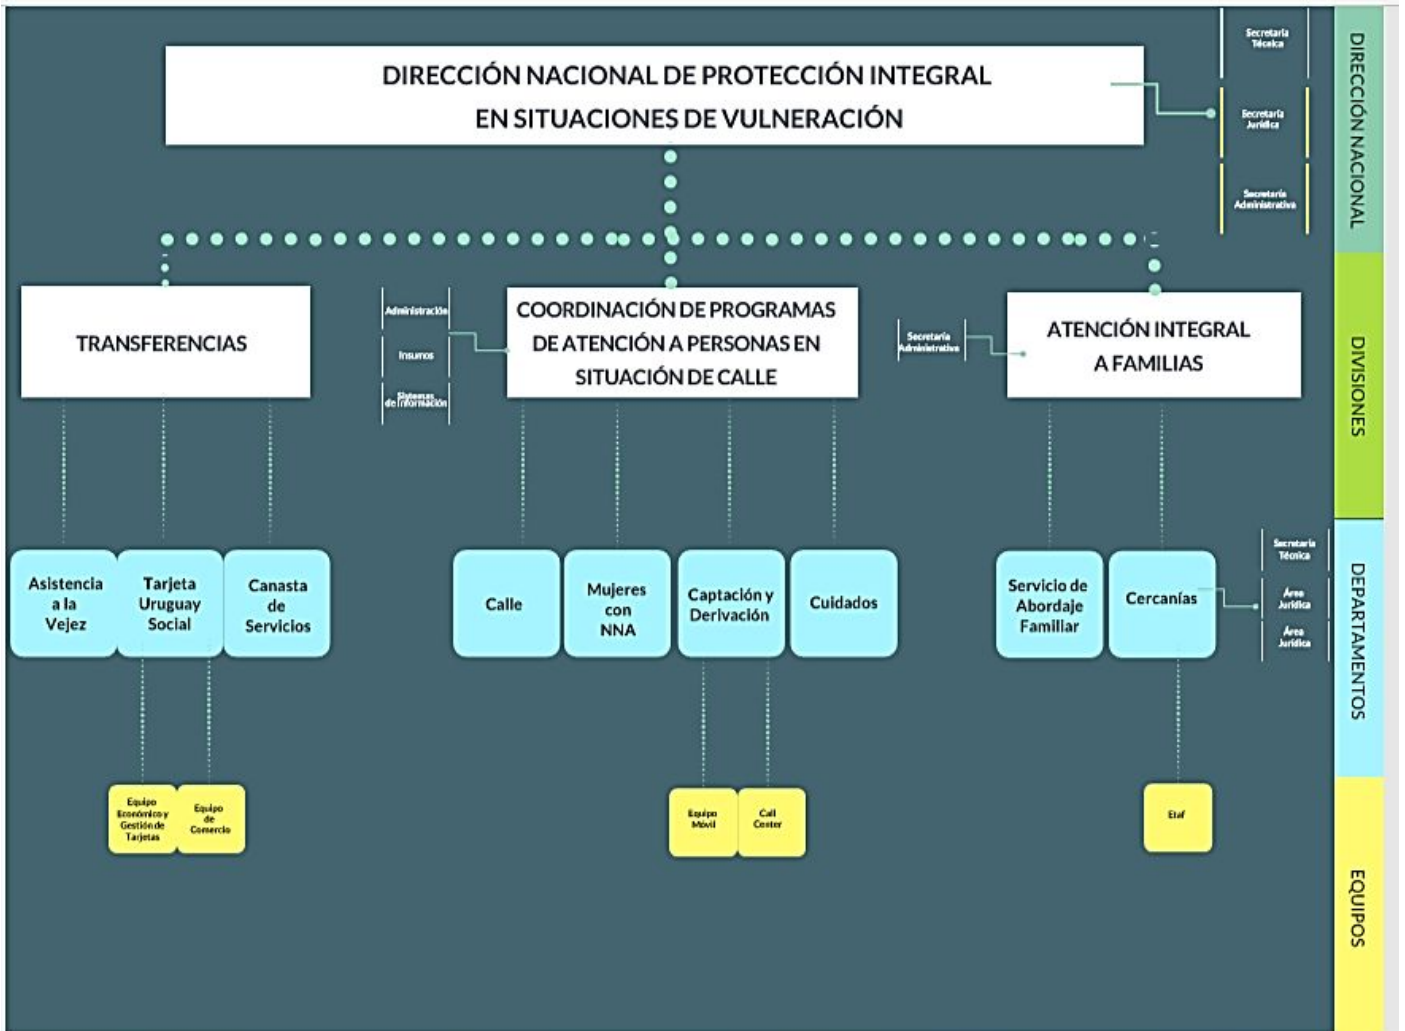 DIRECCIÓN NACIONAL DE PROTECCIÓN INTEGRAL
EN SITUACIONES DE VULNERACIÓN
Secretaría
Técnica
Secretaría
Jurídica
Secretaría
Administrativa
DIRECCIÓN NACIONAL
TRANSFERENCIAS
Administración
Insumos
Sistemas
de Información
COORDINACIÓN DE PROGRAMAS
DE ATENCIÓN A PERSONAS EN
SITUACIÓN DE CALLE
Secretaría
Administrativa
ATENCIÓN INTEGRAL
A FAMILIAS
DIVISIONES
Asistencia
a la
Vejez
Tarjeta
Uruguay
Social
Canasta
de
Servicios
Calle
Mujeres
con
NNA
Captación y
Derivación
Cuidados
Servicio de
Abordaje
Familiar
Cercanías
Secretaría
Técnica
Área
Jurídica
Área
Jurídica
DEPARTAMENTOS
Equipo
Económico y
Gestión de
Tarjetas
Equipo
de
Comercio
Equipo
Móvil
Call
Center
Etaf
EQUIPOS